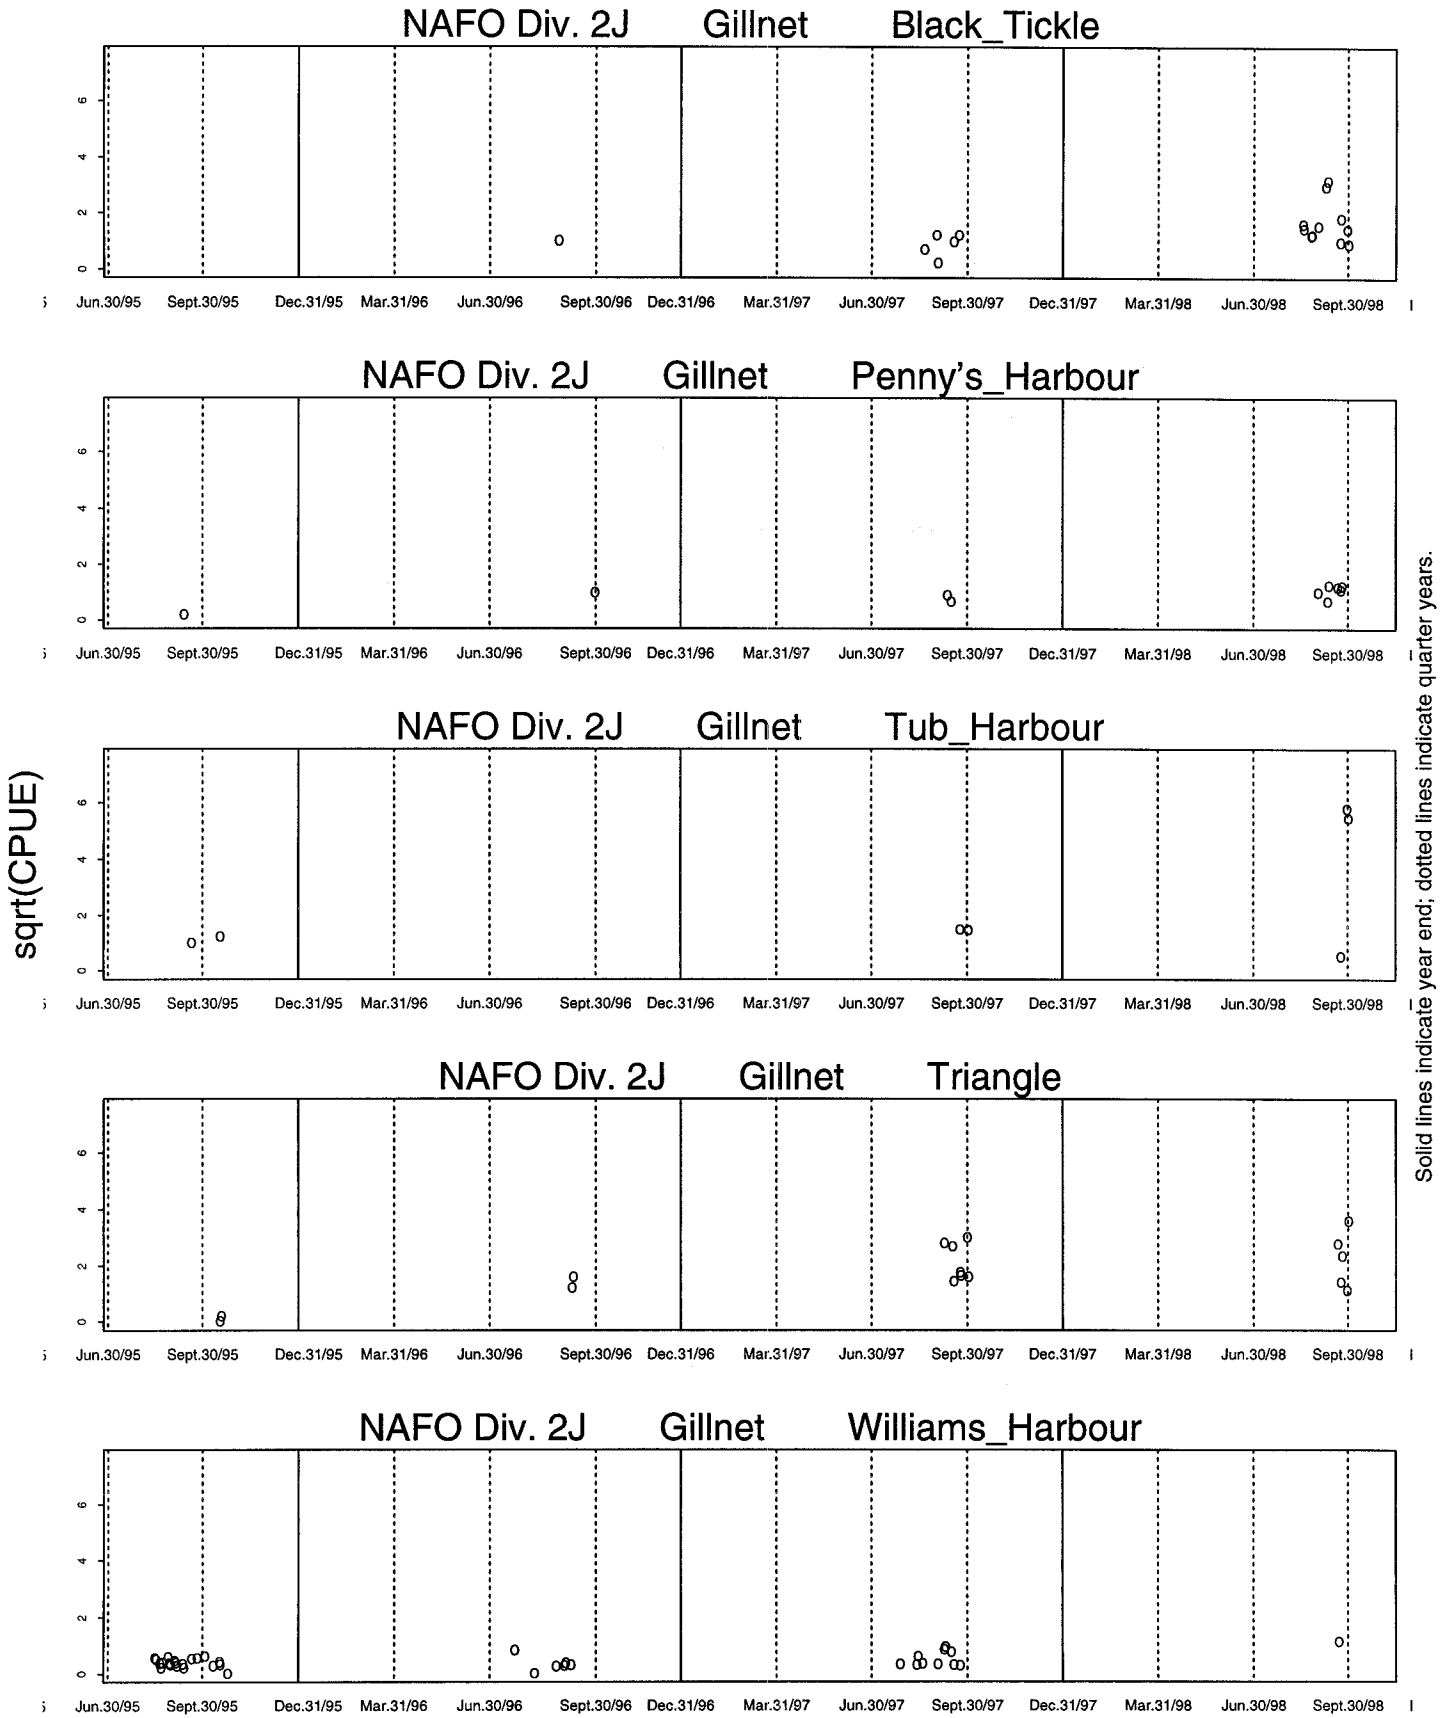 NAFO Div. 2J Gillnet Black_Tickle
6
4
2
0
5 Jun.30/95 Sept.30/95 Dec.31/95 Mar.31/96 Jun.30/96 Sept.30/96 Dec.31/96 Mar.31/97 Jun.30/97 Sept.30/97 Dec.31/97 Mar.31/98 Jun.30/98 Sept.30/98
NAFO Div. 2J Gillnet Penny's_Harbour
6
4
2
0
5 Jun.30/95 Sept.30/95 Dec.31/95 Mar.31/96 Jun.30/96 Sept.30/96 Dec.31/96 Mar.31/97 Jun.30/97 Sept.30/97 Dec.31/97 Mar.31/98 Jun.30/98 Sept.30/98
NAFO Div. 2J Gillnet Tub_Harbour
sqrt(CPUE)
6
4
2
0
5 Jun.30/95 Sept.30/95 Dec.31/95 Mar.31/96 Jun.30/96 Sept.30/96 Dec.31/96 Mar.31/97 Jun.30/97 Sept.30/97 Dec.31/97 Mar.31/98 Jun.30/98 Sept.30/98
NAFO Div. 2J Gillnet Triangle
6
4
2
0
5 Jun.30/95 Sept.30/95 Dec.31/95 Mar.31/96 Jun.30/96 Sept.30/96 Dec.31/96 Mar.31/97 Jun.30/97 Sept.30/97 Dec.31/97 Mar.31/98 Jun.30/98 Sept.30/98
NAFO Div. 2J Gillnet Williams_Harbour
6
4
2
0
5 Jun.30/95 Sept.30/95 Dec.31/95 Mar.31/96 Jun.30/96 Sept.30/96 Dec.31/96 Mar.31/97 Jun.30/97 Sept.30/97 Dec.31/97 Mar.31/98 Jun.30/98 Sept.30/98
Solid lines indicate year end; dotted lines indicate quarter years.